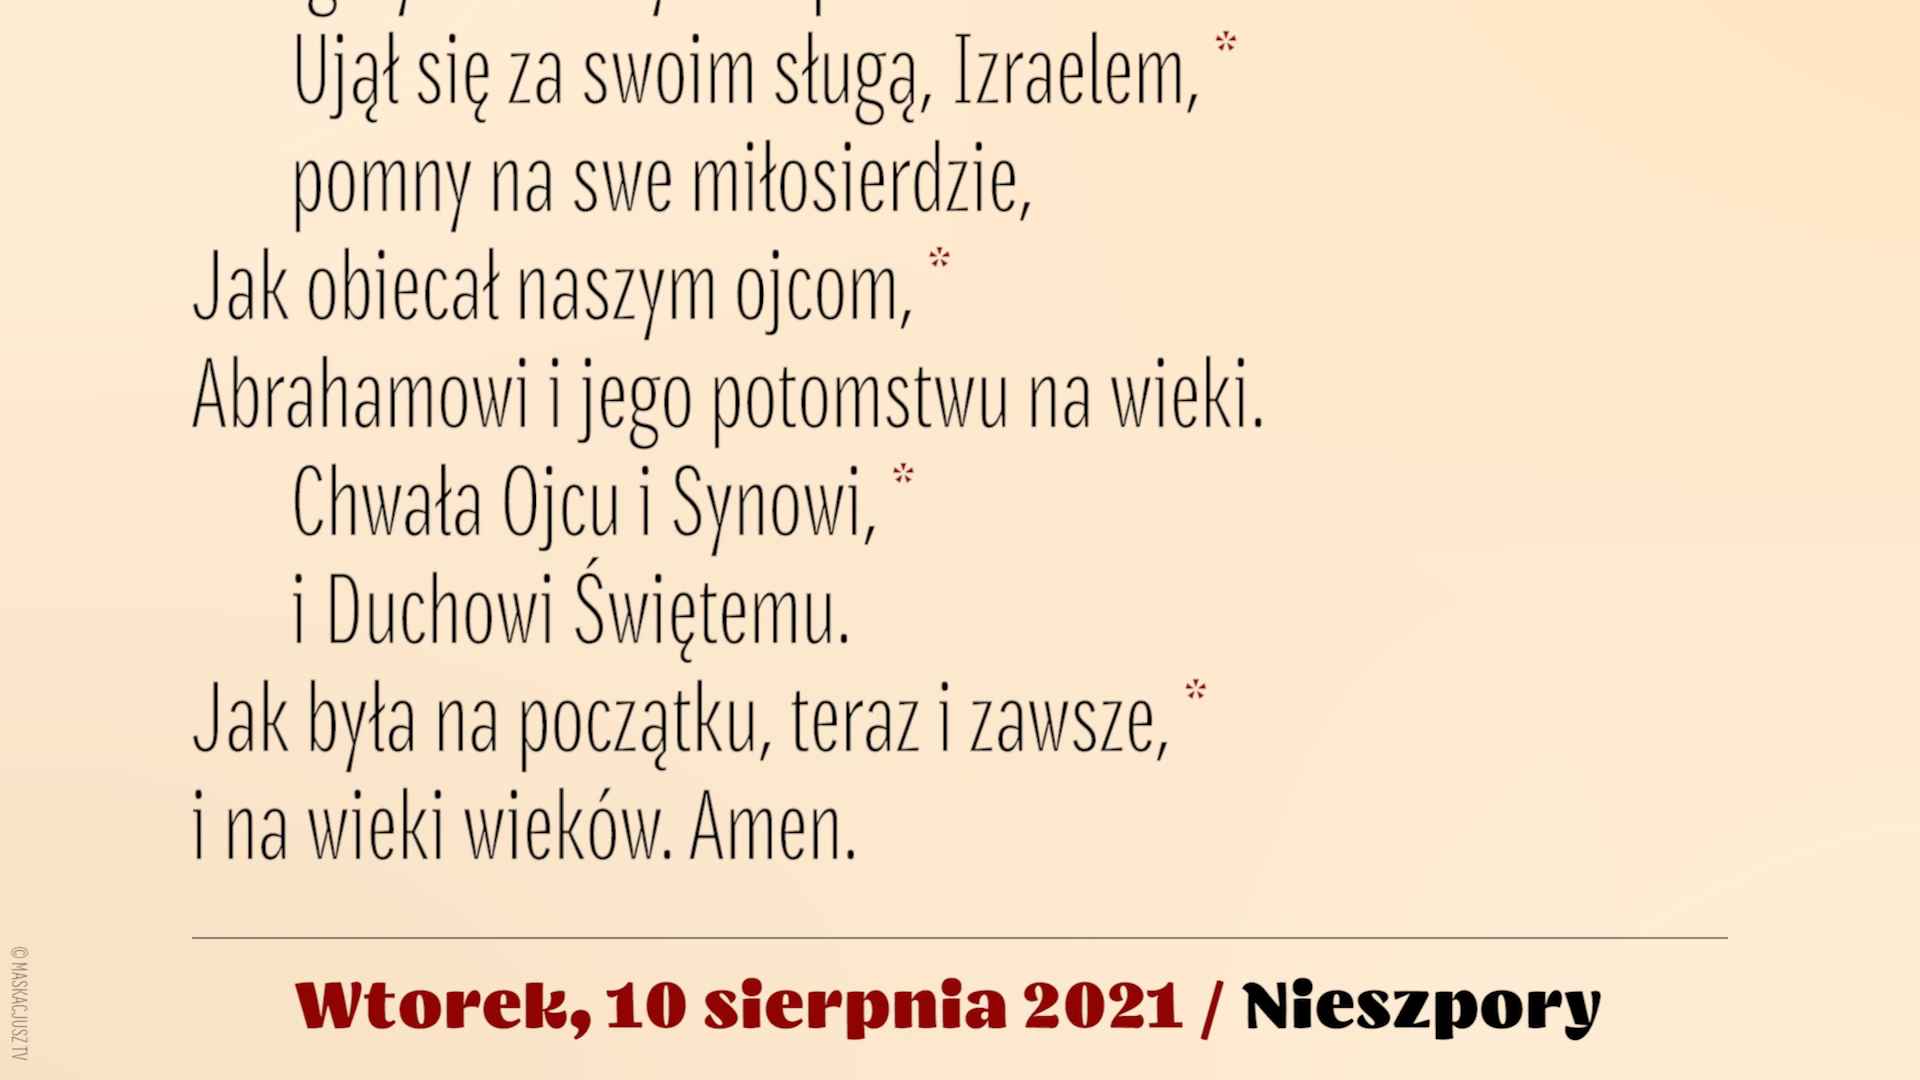 Ujął się za swoim sługą, Izraelem, *
pomny na swe miłosierdzie,
Jak obiecał naszym ojcom, *
Abrahamowi i jego potomstwu na wieki.
Chwała Ojcu i Synowi, *
i Duchowi Świętemu.
Jak była na początku, teraz i zawsze, *
i na wieki wieków. Amen.
Wtorek, 10 sierpnia 2021 / Nieszpory
© MASKACJUSZ TV